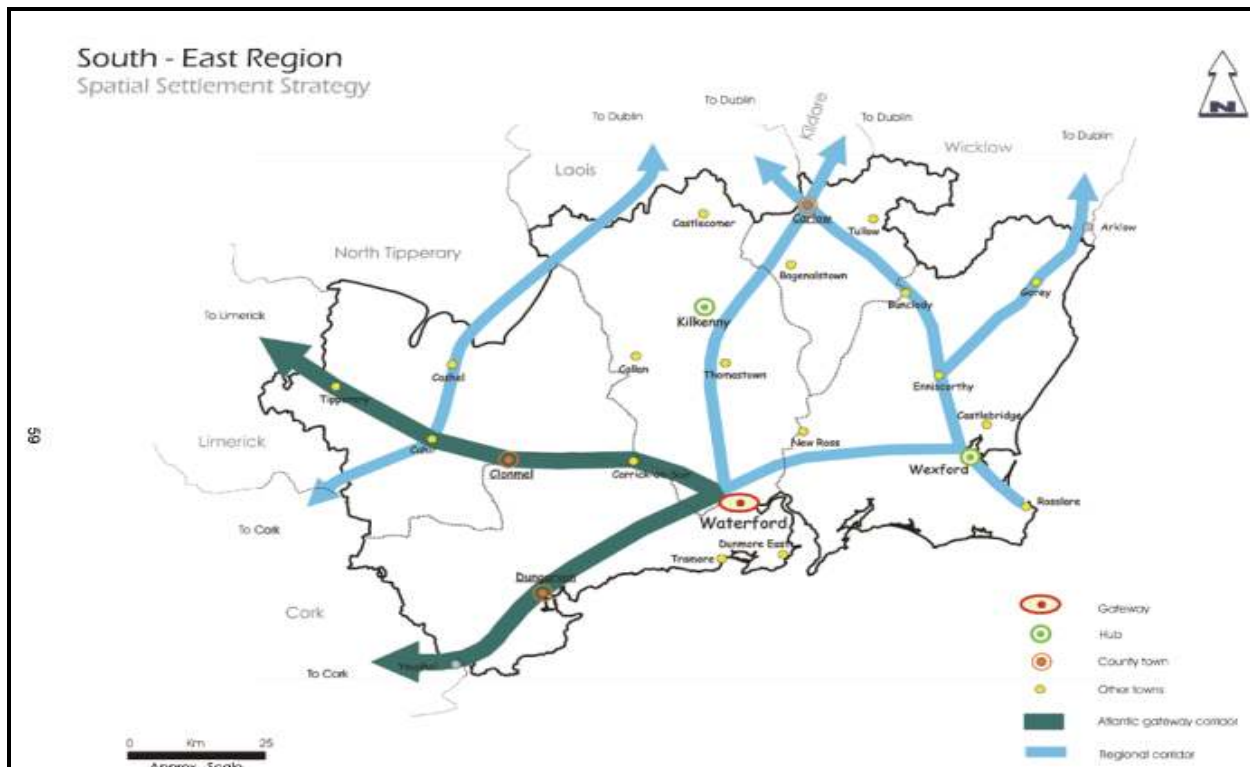 South - East Region
Spatial Settlement Strategy
N
To Dublin
To Dublin
Kildare
To Dublin
To Dublin
Wicklow
Laois
Castlecomer
Carlow
Tullow
Arklow
North Tipperary
Bagenalstown
Bunclody
Gorey
To Limerick
Kilkenny
Cashel
Callan
Thomastown
Enniscorthy
Tipperary
Castlebridge
59
Limerick
Cahir
New Ross
Clonmel
Carrick-on-Suir
Wexford
Rosslare
To Cork
Waterford
Dunmore East
Tramore
Dungarvan
Cork
Youghal
To Cork
Gateway
Hub
County town
Other towns
Atlantic gateway corridor
Regional corridor
0 Km 25
Approx. Scale